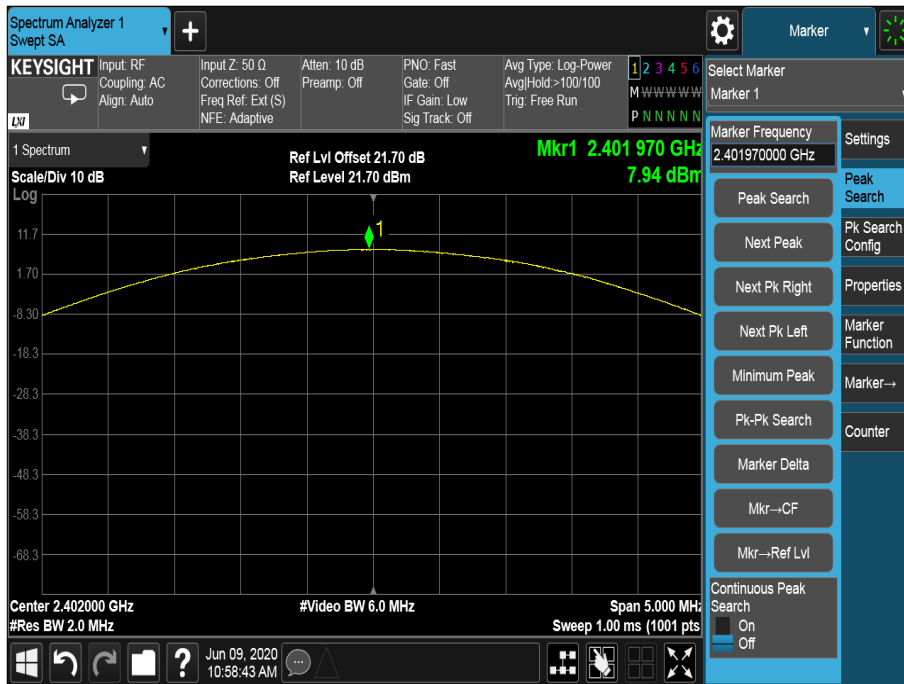 Spectrum Analyzer 1
Swept SA
Marker
KEYSIGHT
LXI
Input: RF
Coupling: AC
Align: Auto
Input Z: 50 Ω
Corrections: Off
Freq Ref: Ext (S)
NFE: Adaptive
Atten: 10 dB
Preamp: Off
PNO: Fast
Gate: Off
IF Gain: Low
Sig Track: Off
Avg Type: Log-Power
Avg|Hold:>100/100
Trig: Free Run
1 2 3 4 5 6
M W W W W W
P N N N N N
Select Marker
Marker 1
1 Spectrum
Scale/Div 10 dB
Log
Ref Lvl Offset 21.70 dB
Ref Level 21.70 dBm
Mkr1 2.401 970 GHz
7.94 dBm
1
11.7
1.70
-8.30
-18.3
-28.3
-38.3
-48.3
-58.3
-68.3
Center 2.402000 GHz
#Res BW 2.0 MHz
#Video BW 6.0 MHz
Span 5.000 MHz
Sweep 1.00 ms (1001 pts
Marker Frequency
2.401970000 GHz
Peak Search
Next Peak
Next Pk Right
Next Pk Left
Minimum Peak
Pk-Pk Search
Marker Delta
Mkr→CF
Mkr→Ref Lvl
Continuous Peak
Search
On
Off
Settings
Peak
Search
Pk Search
Config
Properties
Marker
Function
Marker→
Counter
?
Jun 09, 2020
10:58:43 AM